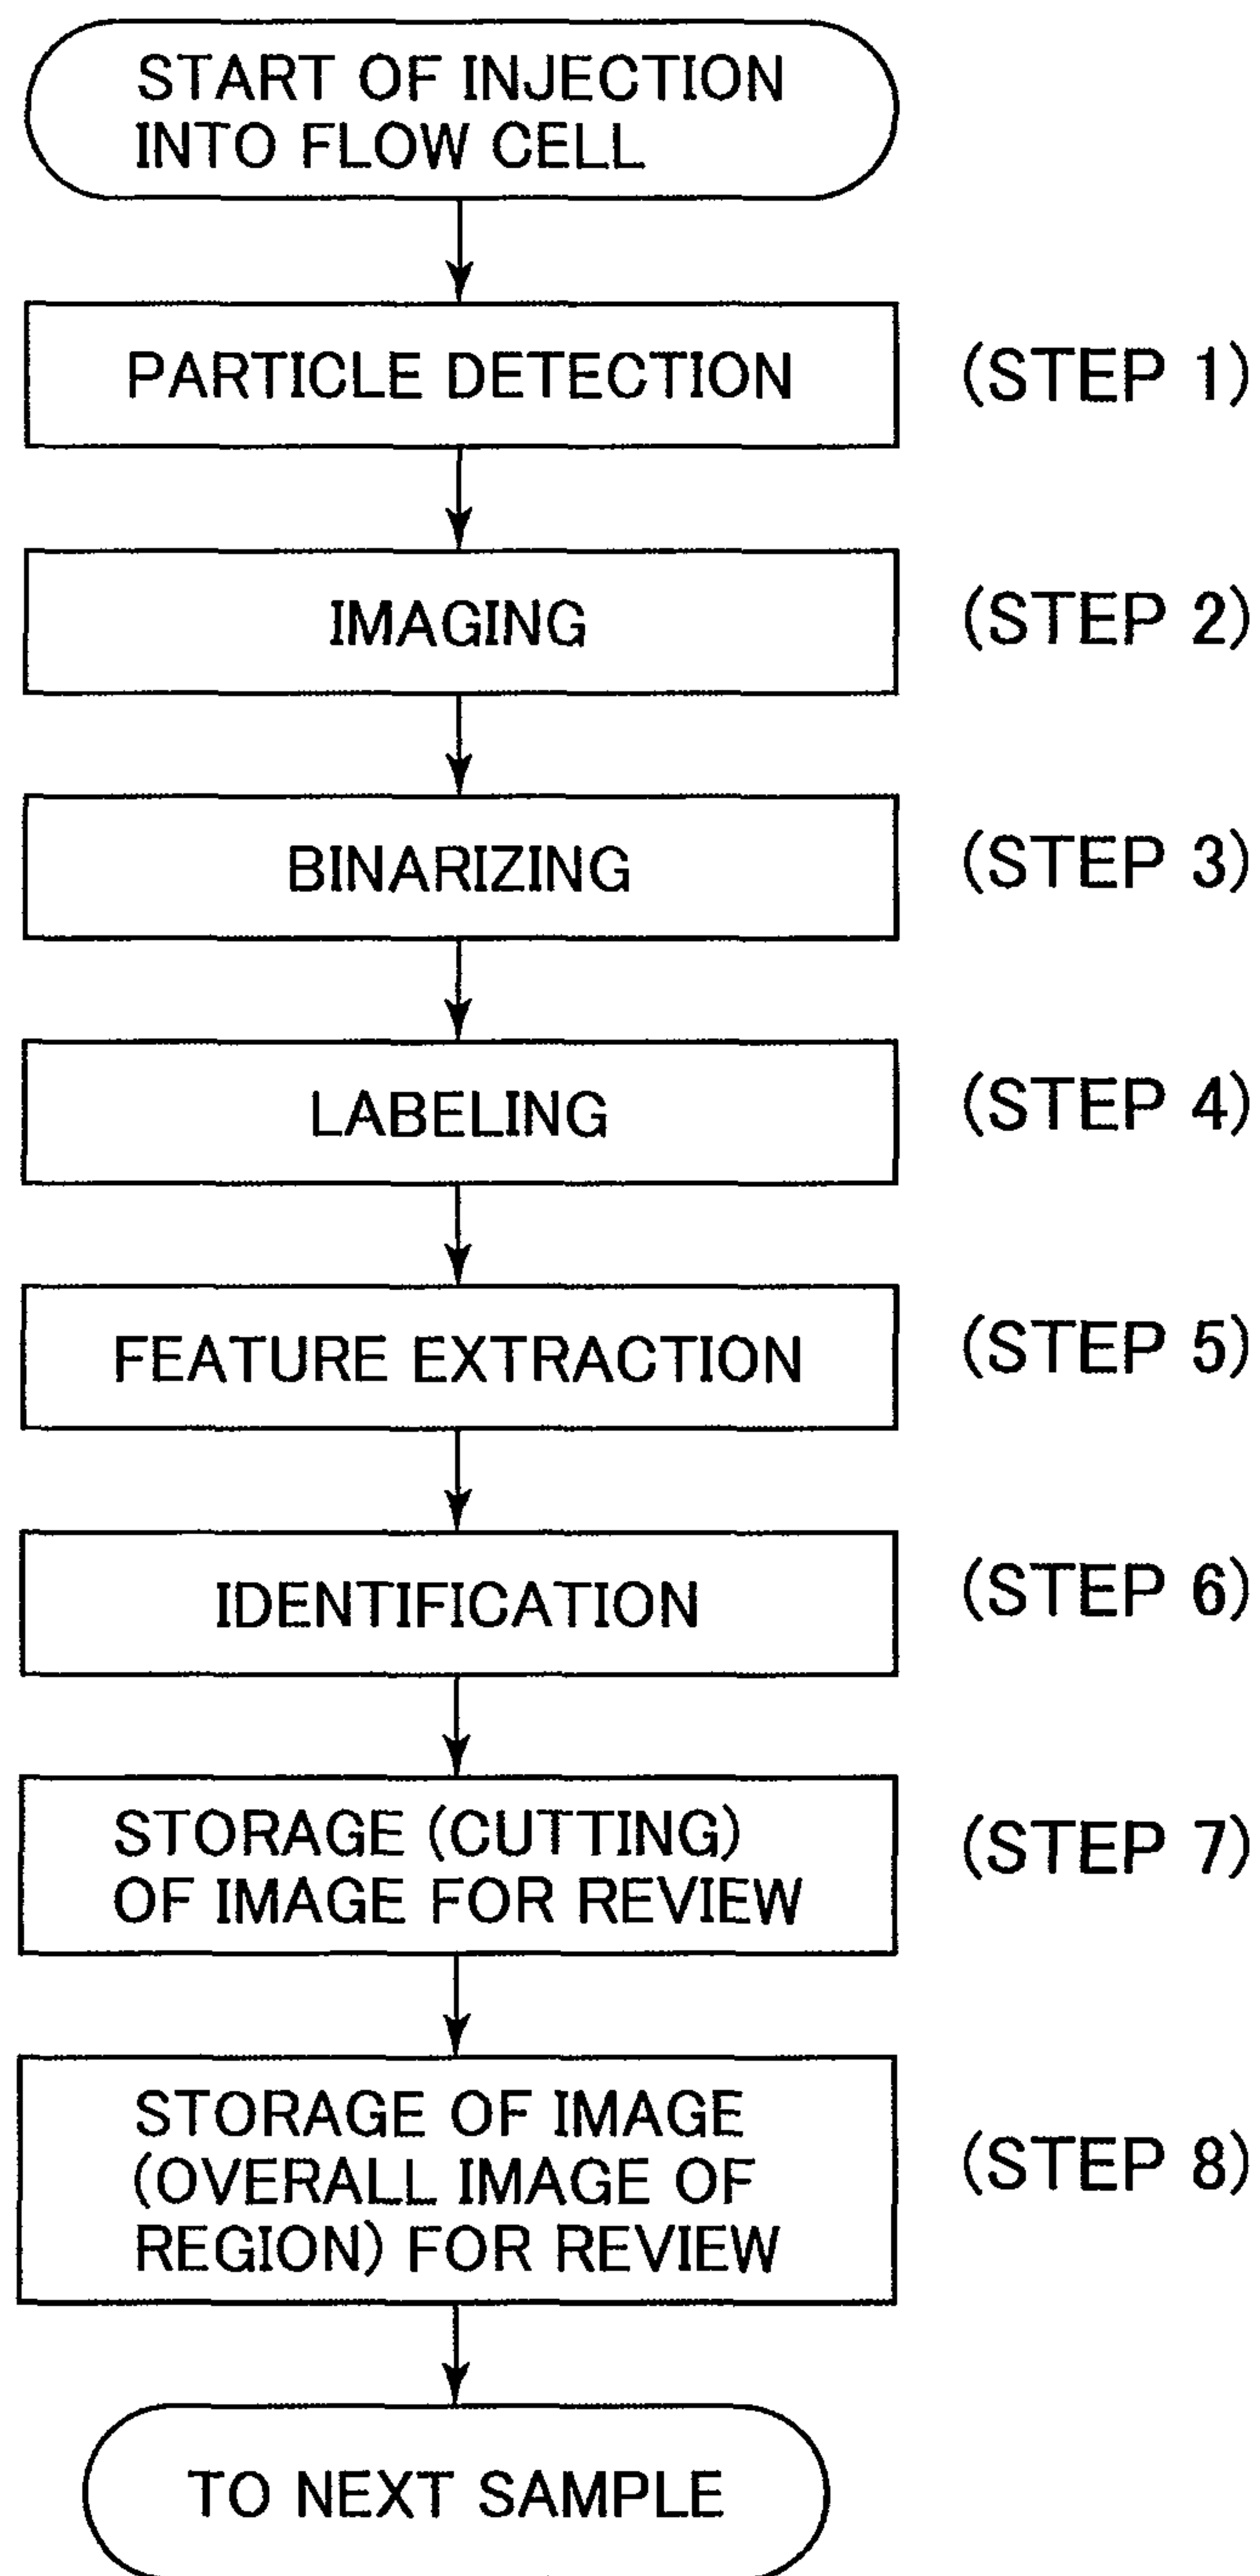 START OF INJECTION
INTO FLOW CELL
PARTICLE DETECTION
(STEP 1)
IMAGING
(STEP 2)
BINARIZING
(STEP 3)
LABELING
(STEP 4)
FEATURE EXTRACTION
(STEP 5)
IDENTIFICATION
(STEP 6)
STORAGE (CUTTING)
OF IMAGE FOR REVIEW
(STEP 7)
STORAGE OF IMAGE
(OVERALL IMAGE OF
REGION) FOR REVIEW
(STEP 8)
TO NEXT SAMPLE